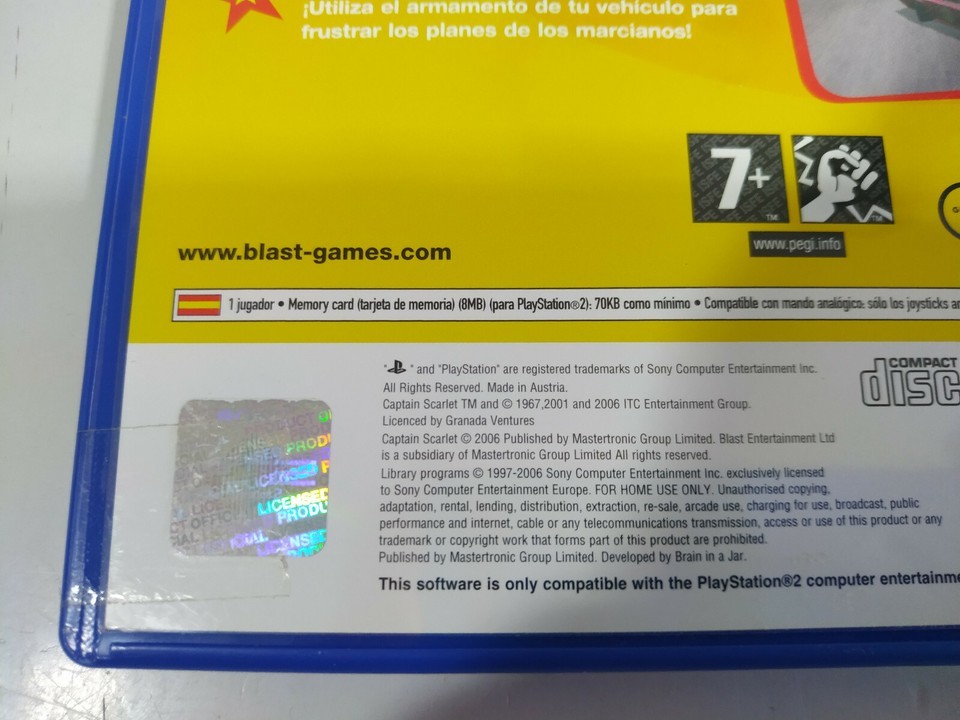 ¡Utiliza el armamento de tu vehículo para
frustrar los planes de los marcianos!
7+
TM
TM
www.pegi.info
www.blast-games.com
1 jugador • Memory card (tarjeta de memoria) (8MB) (para PlayStation®2): 70KB como mínimo • Compatible con mando analógico: sólo los joysticks
" " and "PlayStation" are registered trademarks of Sony Computer Entertainment Inc.
All Rights Reserved. Made in Austria.
Captain Scarlet TM and © 1967,2001 and 2006 ITC Entertainment Group.
Licenced by Granada Ventures
Captain Scarlet © 2006 Published by Mastertronic Group Limited. Blast Entertainment Ltd
is a subsidiary of Mastertronic Group Limited All rights reserved.
Library programs © 1997-2006 Sony Computer Entertainment Inc. exclusively licensed
to Sony Computer Entertainment Europe. FOR HOME USE ONLY. Unauthorised copying,
adaptation, rental, lending, distribution, extraction, re-sale, arcade use, charging for use, broadcast, public
performance and internet, cable or any telecommunications transmission, access or use of this product or any
trademark or copyright work that forms part of this product are prohibited.
Published by Mastertronic Group Limited. Developed by Brain in a Jar.
This software is only compatible with the PlayStation®2 computer entertainme
COMPACT
disc
LICENSED
PRODU